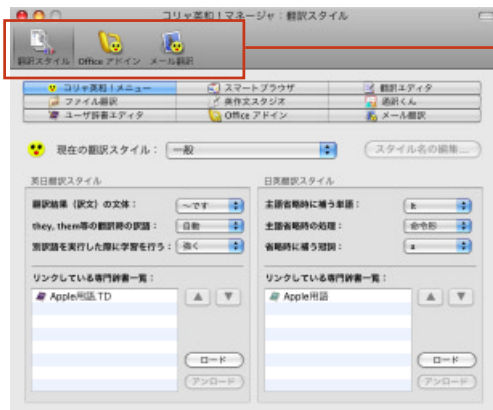 コリャ英和！マネージャ：翻訳スタイル
翻訳スタイル Office アドイン メール翻訳
コリャ英和！メニュー スマートブラウザ 翻訳エディタ
ファイル翻訳 英作文スタジオ 通訳くん
ユーザ辞書エディタ Office アドイン メール翻訳
現在の翻訳スタイル： 一般 スタイル名の編集...
英日翻訳スタイル
翻訳結果（訳文）の文体： 〜です
they, them等の翻訳時の訳語： 自動
別訳語を実行した際に学習を行う： 強く
リンクしている専門辞書一覧：
Apple用語.TD
▲ ▼
ロード
アンロード
日英翻訳スタイル
主語省略時に補う単語： it
主語省略時の処理： 命令形
省略時に補う冠詞： a
リンクしている専門辞書一覧：
Apple用語
▲ ▼
ロード
アンロード